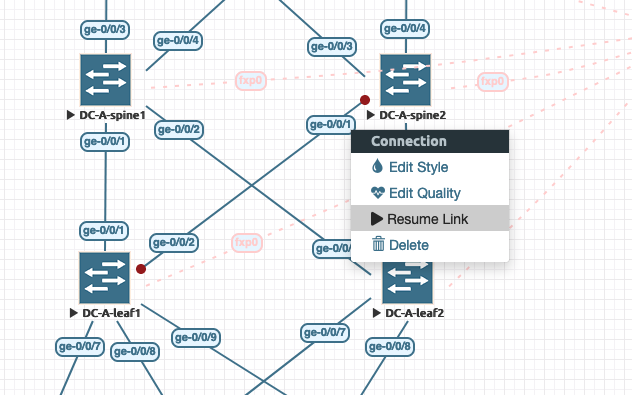 ge-0/0/3
ge-0/0/4
ge-0/0/3
ge-0/0/4
fxp0
fxp0
DC-A-spine1
DC-A-spine2
ge-0/0/1
ge-0/0/2
ge-0/0/1
Connection
Edit Style
Edit Quality
Resume Link
Delete
ge-0/0/1
ge-0/0/2
fxp0
DC-A-leaf1
DC-A-leaf2
ge-0/0/7
ge-0/0/8
ge-0/0/9
ge-0/0/7
ge-0/0/8